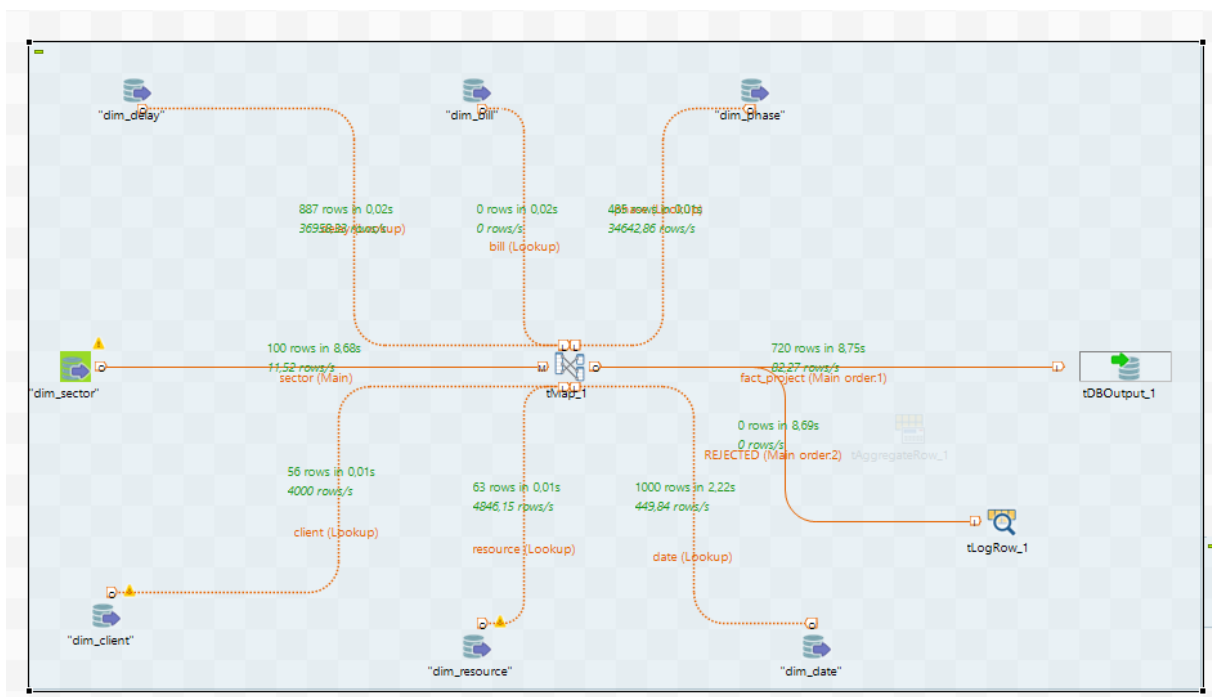 "dim_delay"
"dim_bill"
"dim_phase"
887 rows in 0,02s
0 rows in 0,02s
0 rows/s
bill (Lookup)
34642,86 rows/s
100 rows in 8,68s
11,52 rows/s
sector (Main)
"dim_sector"
tMap_1
720 rows in 8,75s
82,27 rows/s
fact_project (Main order:1)
tDBOutput_1
0 rows in 8,69s
0 rows/s
REJECTED (Main order:2)
tAggregateRow_1
56 rows in 0,01s
4000 rows/s
client (Lookup)
63 rows in 0,01s
4846,15 rows/s
resource (Lookup)
1000 rows in 2,22s
449,84 rows/s
date (Lookup)
tLogRow_1
"dim_client"
"dim_resource"
"dim_date"